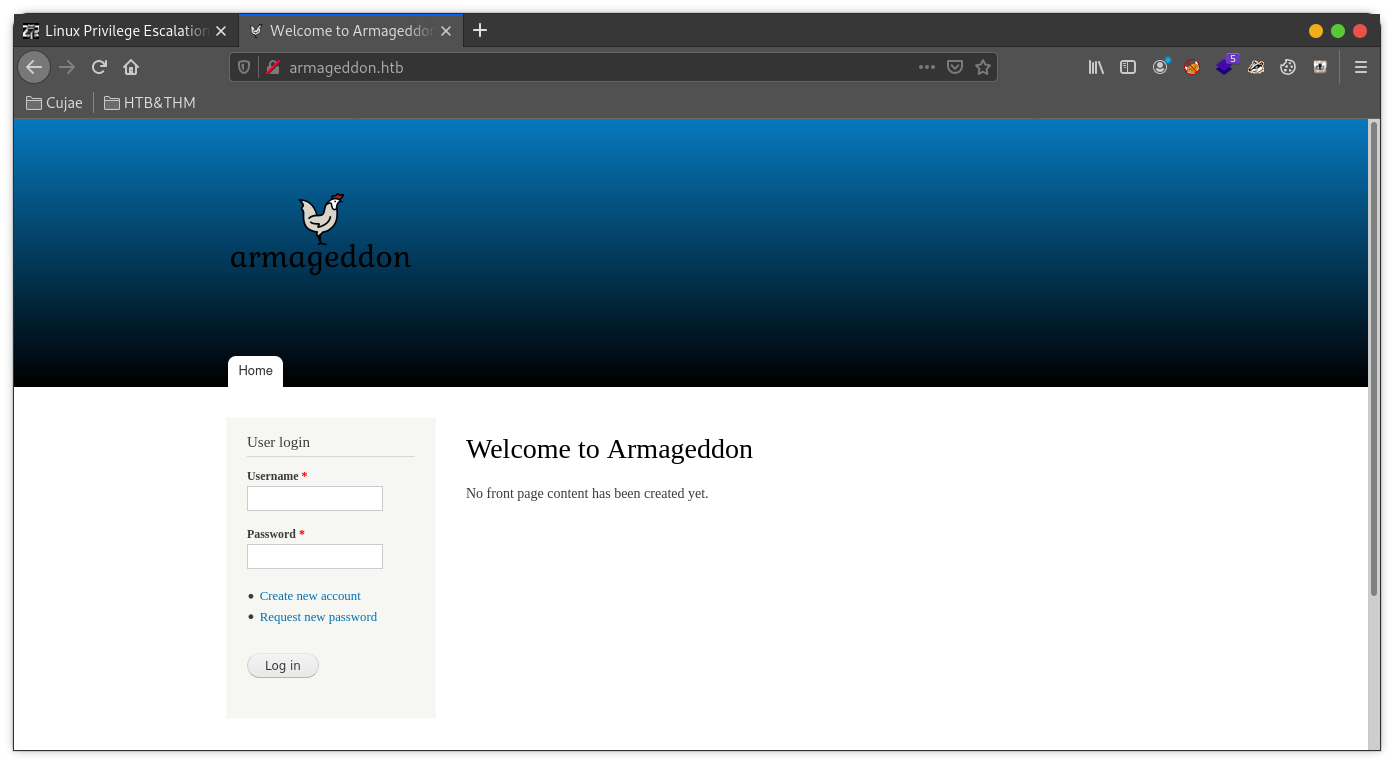 Linux Privilege Escalation
Welcome to Armageddon
armageddon.htb
5
Cujae
HTB&THM
armageddon
Home
User login
Welcome to Armageddon
Username *
No front page content has been created yet.
Password *
Create new account
Request new password
Log in